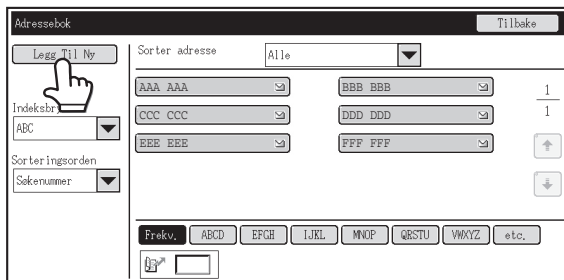 Adressebok Tilbake
Legg Til Ny
Sorter adresse Alle
AAA AAA BBB BBB
1
CCC CCC DDD DDD
1
EEE EEE FFF FFF
ABC
Sorteringsorden
Søkenummer
Frekv. ABCD EFGH IJKL MNOP QRSTU VWXYZ etc.